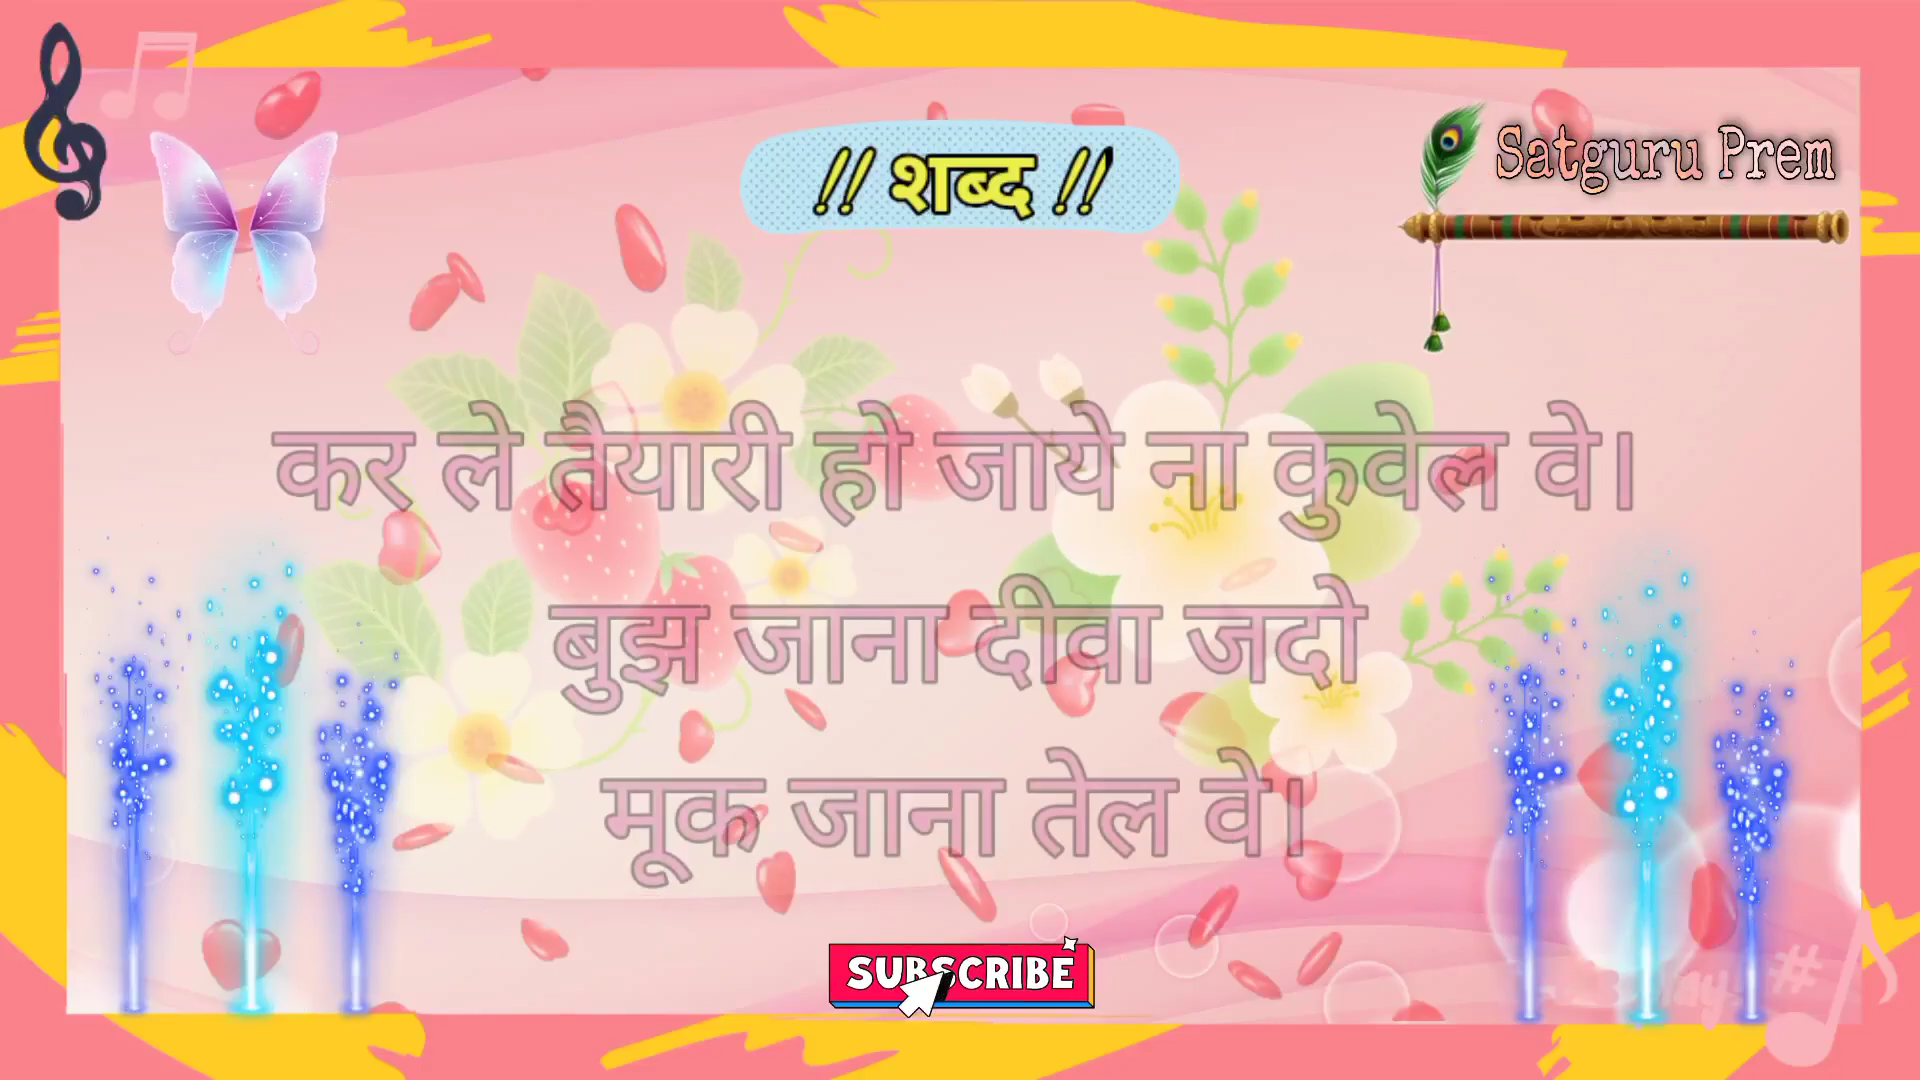 !! शब्द !!
Satguru Prem
कर ले तैयारी हो जाये ना कुवेल वे।
बुझ जाना दीवा जदो
मूक जाना तेल वे।
SUBSCRIBE